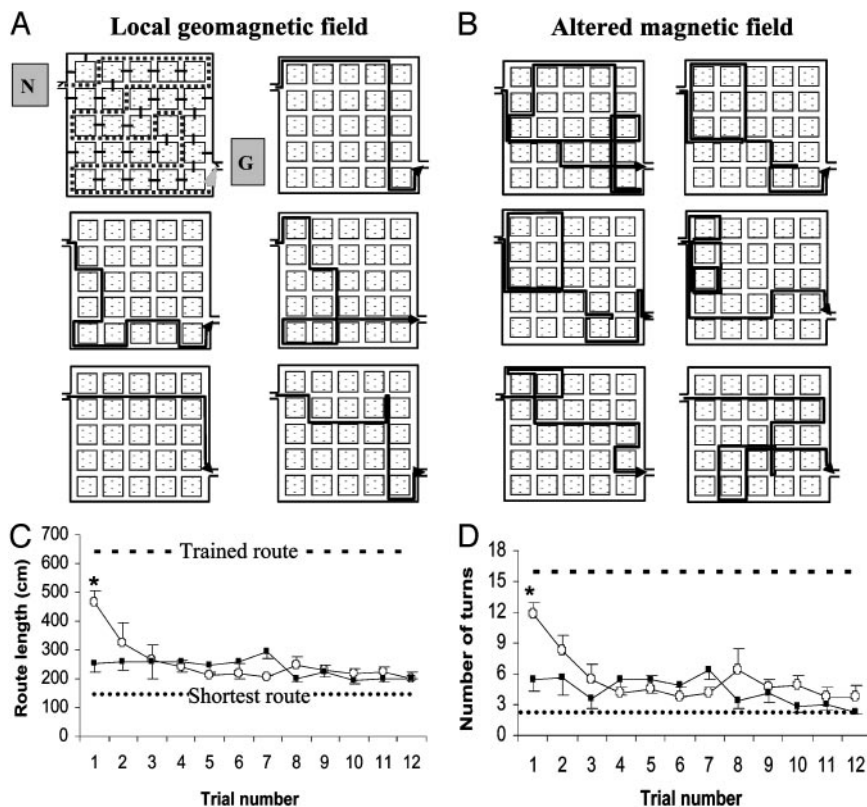 A
Local geomagnetic field
B
Altered magnetic field
N
G
C
700
600
500
400
300
200
100
0
Route length (cm)
*
Trained route
Shortest route
1 2 3 4 5 6 7 8 9 10 11 12
Trial number
D
18
15
12
9
6
3
0
Number of turns
*
1 2 3 4 5 6 7 8 9 10 11 12
Trial number